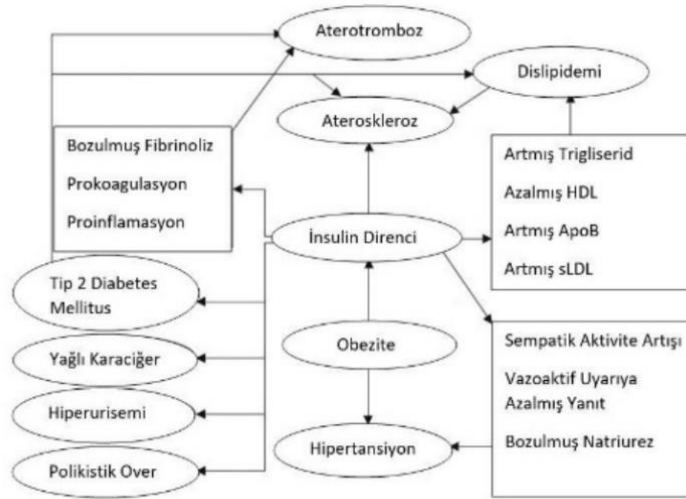 Aterotromboz
Dislipidemi
Ateroskleroz
Bozulmuş Fibrinoliz
Prokoagulasyon
Proinflamasyon
Artmış Trigliserid
Azalmış HDL
Artmış ApoB
Artmış sLDL
İnsulin Direnci
Tip 2 Diabetes
Mellitus
Yağlı Karaciğer
Hiperurisemi
Polikistik Over
Obezite
Hipertansiyon
Sempatik Aktivite Artışı
Vazoaktif Uyarıya
Azalmış Yanıt
Bozulmuş Natriurez